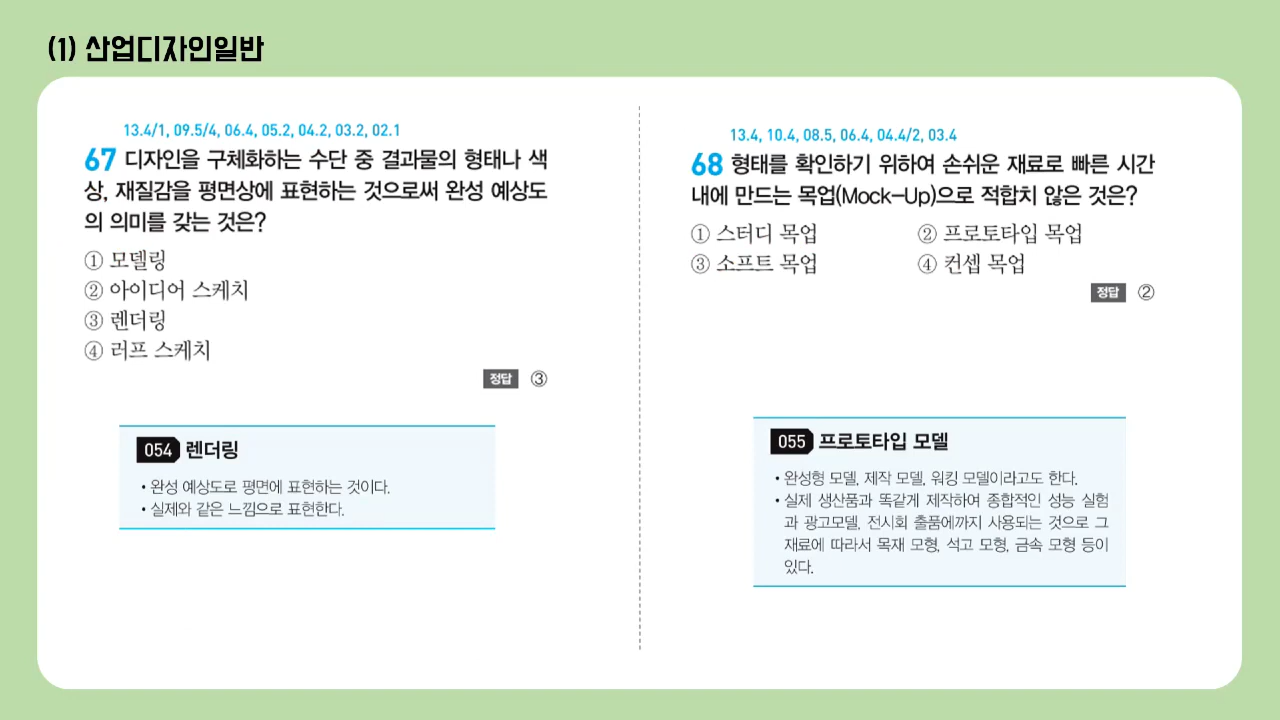 (1) 산업디자인일반
13.4/1, 09.5/4, 06.4, 05.2, 04.2, 03.2, 02.1
67 디자인을 구체화하는 수단 중 결과물의 형태나 색
상, 재질감을 평면상에 표현하는 것으로써 완성 예상도
의 의미를 갖는 것은?
① 모델링
② 아이디어 스케치
③ 렌더링
④ 러프 스케치
정답 ③
054 렌더링
• 완성 예상도로 평면에 표현하는 것이다.
• 실제와 같은 느낌으로 표현한다.
13.4, 10.4, 08.5, 06.4, 04.4/2, 03.4
68 형태를 확인하기 위하여 손쉬운 재료로 빠른 시간
내에 만드는 목업(Mock-Up)으로 적합치 않은 것은?
① 스터디 목업 ② 프로토타입 목업
③ 소프트 목업 ④ 컨셉 목업
정답 ②
055 프로토타입 모델
• 완성형 모델, 제작 모델, 워킹 모델이라고도 한다.
• 실제 생산품과 똑같게 제작하여 종합적인 성능 실험
과 광고모델, 전시회 출품에까지 사용되는 것으로 그
재료에 따라서 목재 모형, 석고 모형, 금속 모형 등이
있다.